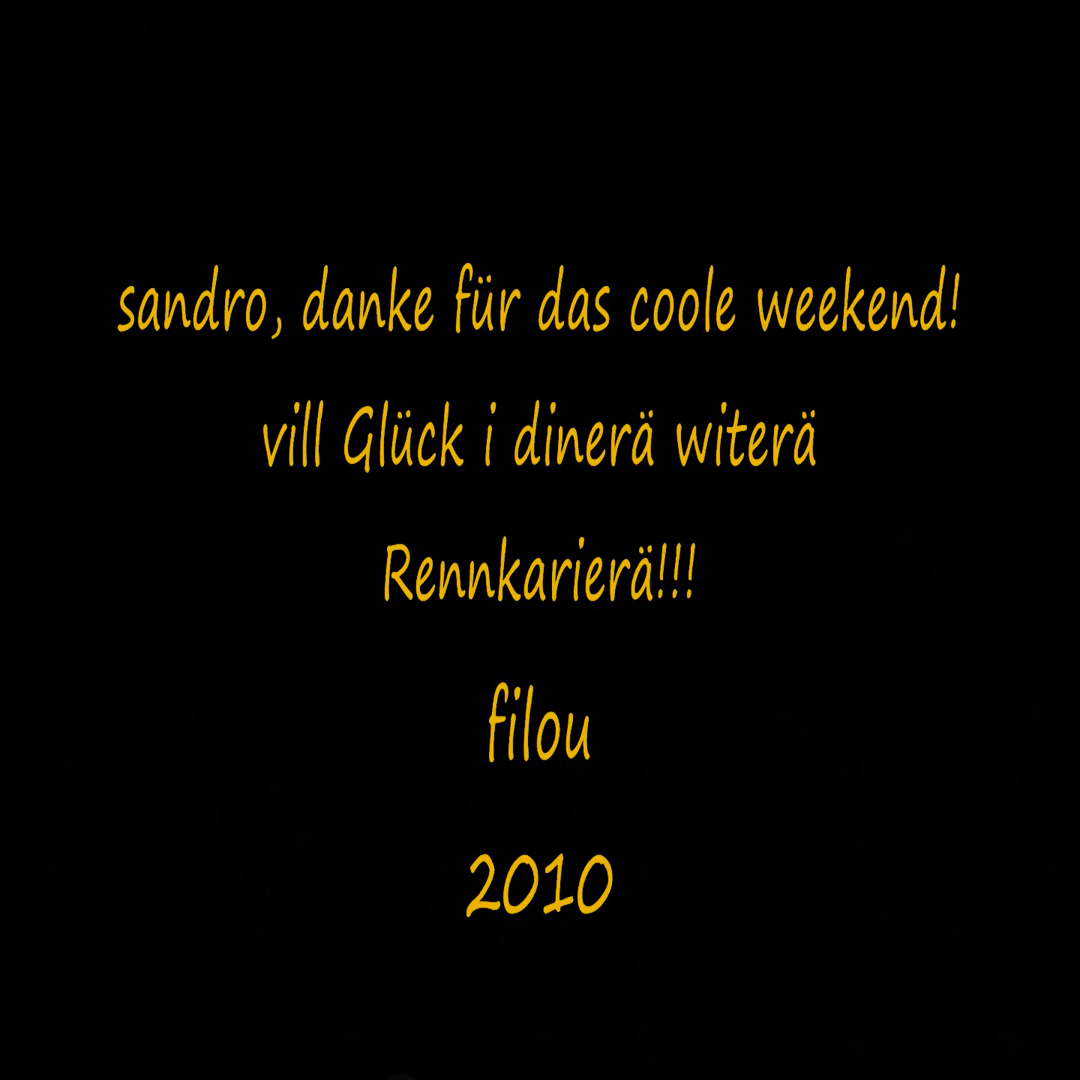 sandro, danke für das coole weekend!
vill Glück i dinerä witerä
Rennkarierä!!!
filou
2010